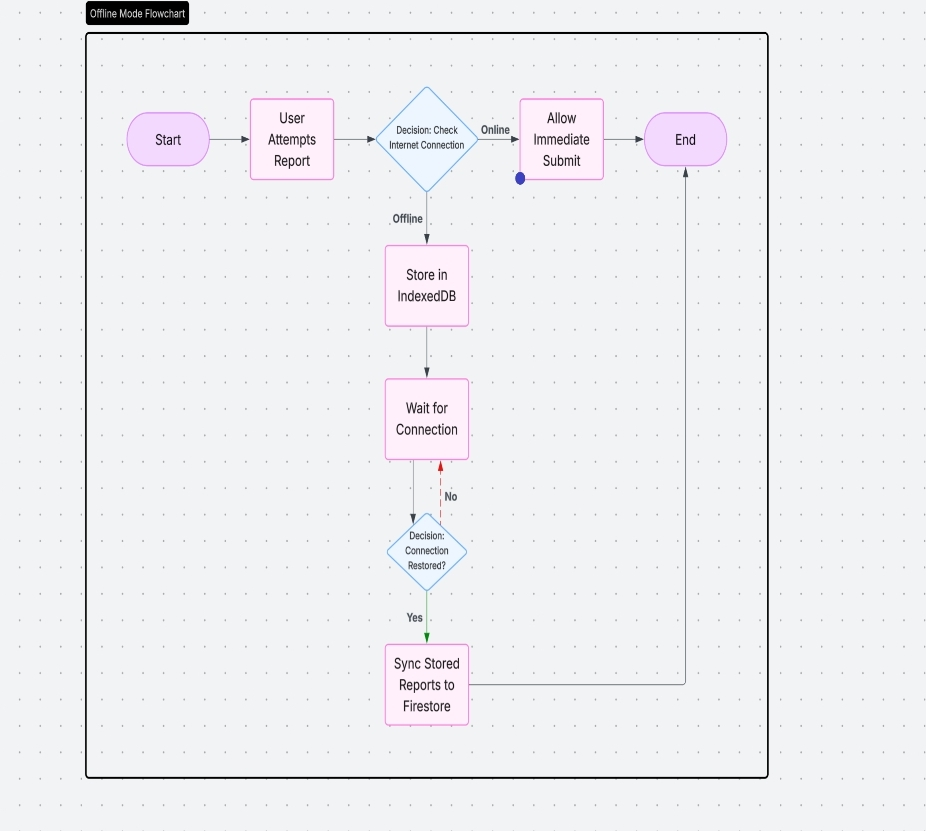 Offline Mode Flowchart
Start
User
Attempts
Report
Decision: Check
Internet Connection
Online
Allow
Immediate
Submit
End
Offline
Store in
IndexedDB
Wait for
Connection
No
Decision:
Connection
Restored?
Yes
Sync Stored
Reports to
Firestore